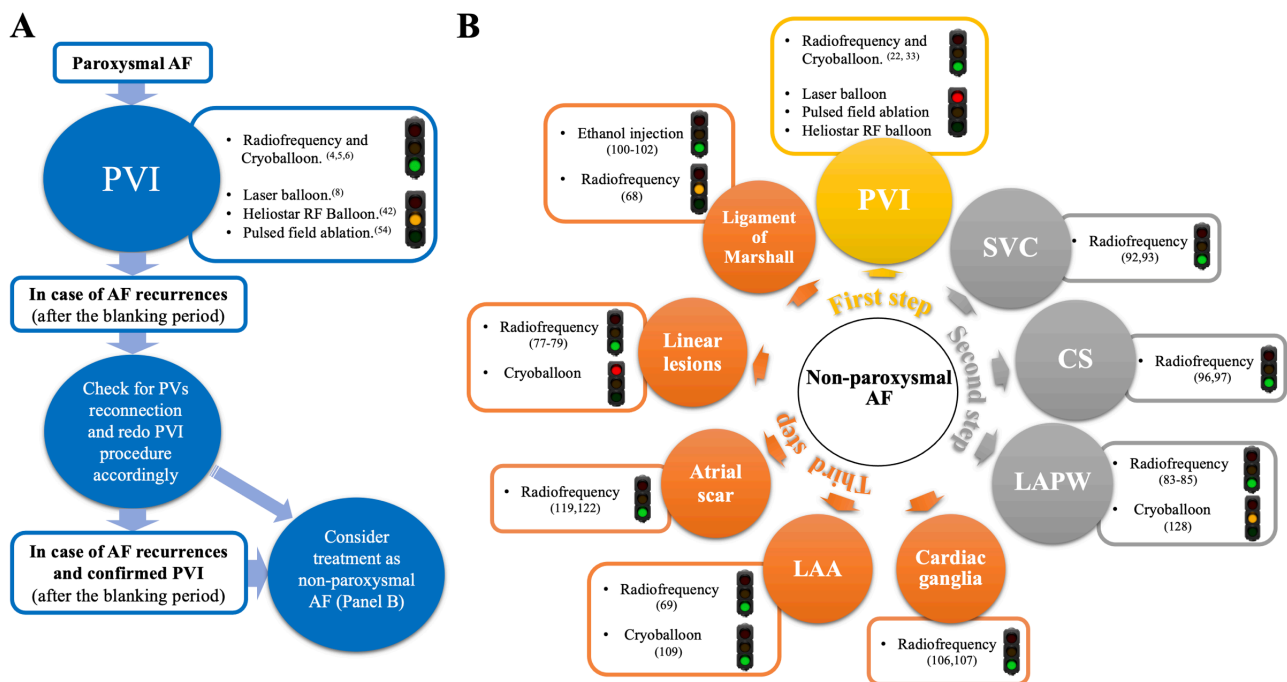 A
Paroxysmal AF
PVI
• Radiofrequency and
Cryoballoon. (4,5,6)
• Laser balloon.(8)
• Heliostar RF Balloon.(42)
• Pulsed field ablation.(54)
In case of AF recurrences
(after the blanking period)
Check for PVs
reconnection
and redo PVI
procedure
accordingly
In case of AF recurrences
and confirmed PVI
(after the blanking period)
Consider
treatment as
non-paroxysmal
AF (Panel B)
B
• Radiofrequency and
Cryoballoon. (22, 33)
• Laser balloon
• Pulsed field ablation
• Heliostar RF balloon
PVI
• Ethanol injection
(100-102)
• Radiofrequency
(68)
Ligament of
Marshall
SVC
• Radiofrequency
(92,93)
• Radiofrequency
(77-79)
• Cryoballoon
Linear
lesions
First step
Second step
Third step
Non-paroxysmal
AF
CS
• Radiofrequency
(96,97)
• Radiofrequency
(119,122)
Atrial
scar
LAPW
• Radiofrequency
(83-85)
• Cryoballoon
(128)
• Radiofrequency
(69)
• Cryoballoon
(109)
LAA
Cardiac
ganglia
• Radiofrequency
(106,107)